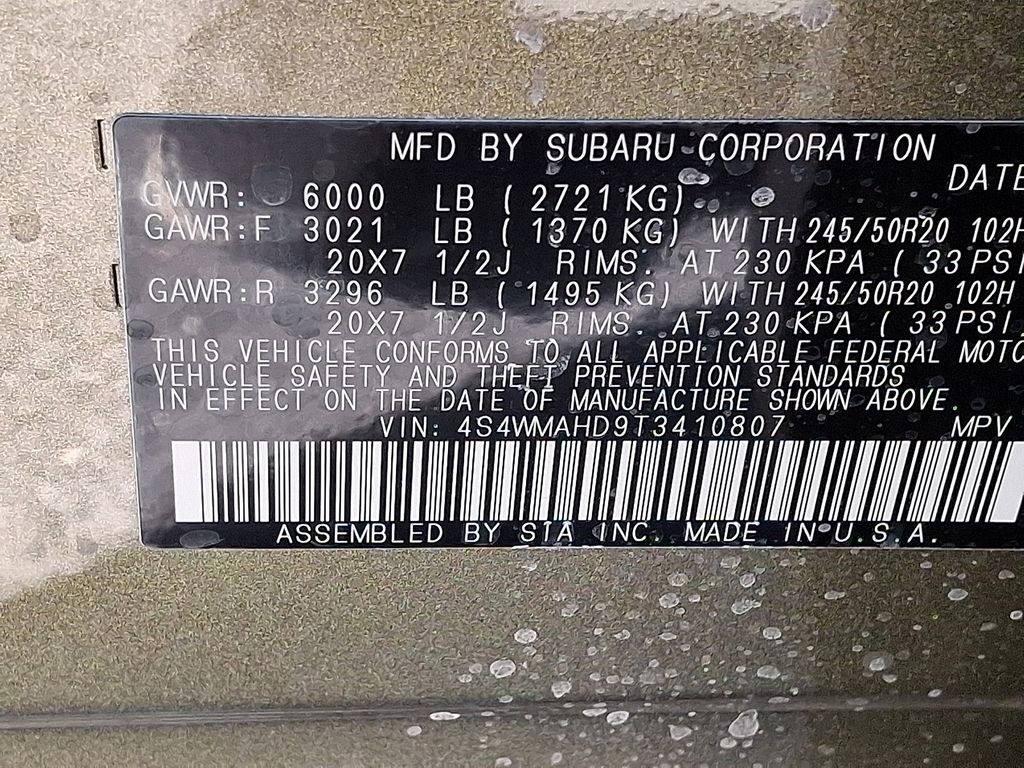 MFD BY SUBARU CORPORATION
DATE
GVWR: 6000 LB ( 2721 KG)
GAWR:F 3021 LB ( 1370 KG) WITH 245/50R20 102H
20X7 1/2J RIMS. AT 230 KPA ( 33 PSI
GAWR:R 3296 LB ( 1495 KG) WITH 245/50R20 102H
20X7 1/2J RIMS. AT 230 KPA ( 33 PSI.
THIS VEHICLE CONFORMS TO ALL APPLICABLE FEDERAL MOTO
VEHICLE SAFETY AND THEFT PREVENTION STANDARDS
IN EFFECT ON THE DATE OF MANUFACTURE SHOWN ABOVE.
VIN: 4S4WMAHD9T3410807 MPV
ASSEMBLED BY SIA INC. MADE IN U.S.A.